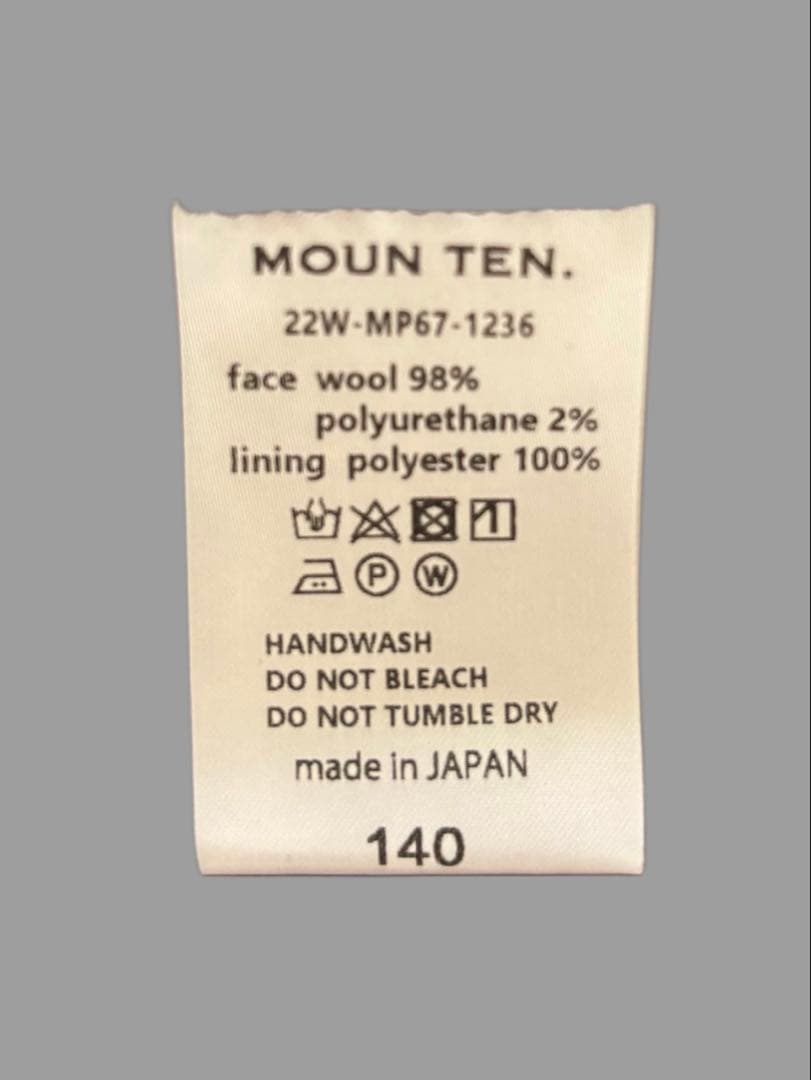 MOUN TEN.
22W-MP67-1236
face wool 98%
polyurethane 2%
lining polyester 100%
P W
HANDWASH
DO NOT BLEACH
DO NOT TUMBLE DRY
made in JAPAN
140